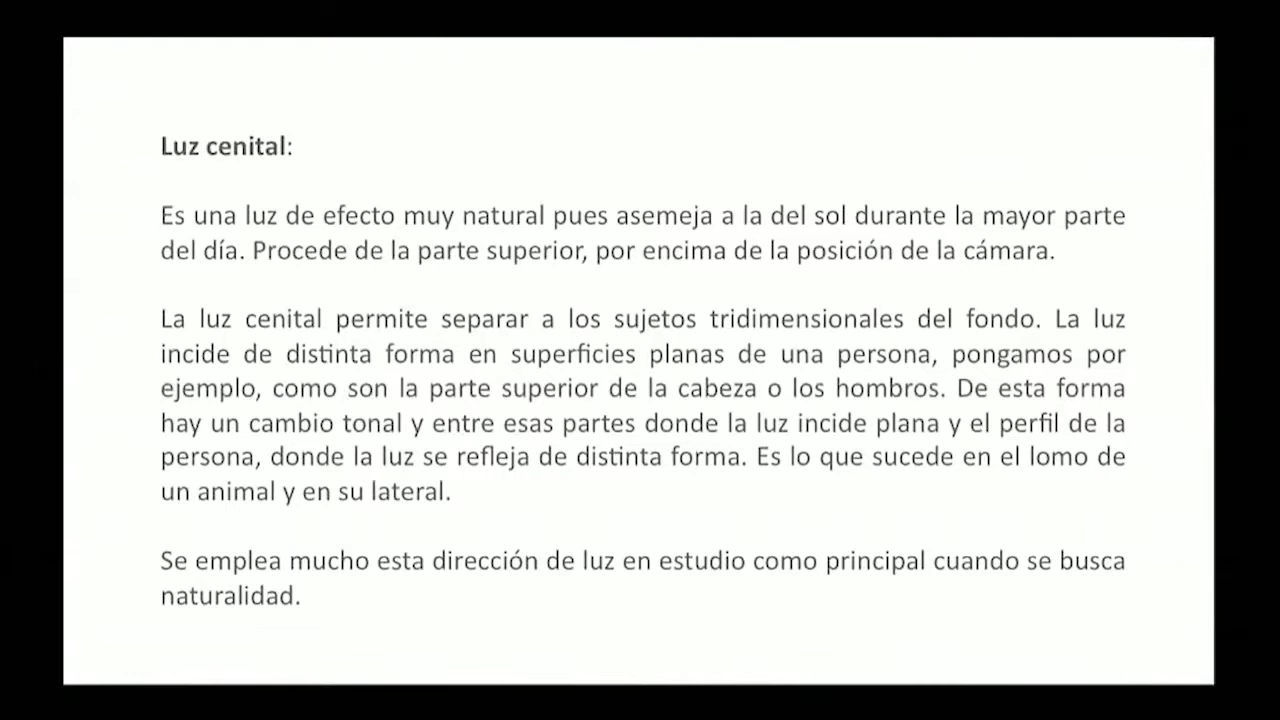 Luz cenital:
Es una luz de efecto muy natural pues asemeja a la del sol durante la mayor parte
del día. Procede de la parte superior, por encima de la posición de la cámara.
La luz cenital permite separar a los sujetos tridimensionales del fondo. La luz
incide de distinta forma en superficies planas de una persona, pongamos por
ejemplo, como son la parte superior de la cabeza o los hombros. De esta forma
hay un cambio tonal y entre esas partes donde la luz incide plana y el perfil de la
persona, donde la luz se refleja de distinta forma. Es lo que sucede en el lomo de
un animal y en su lateral.
Se emplea mucho esta dirección de luz en estudio como principal cuando se busca
naturalidad.